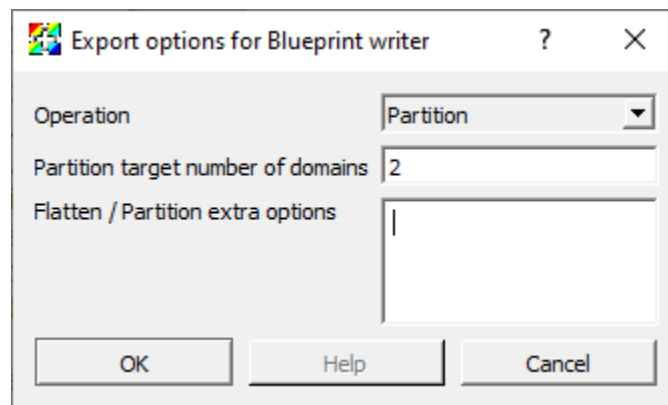 Export options for Blueprint writer ? ×
Operation Partition
Partition target number of domains 2
Flatten / Partition extra options
OK Help Cancel